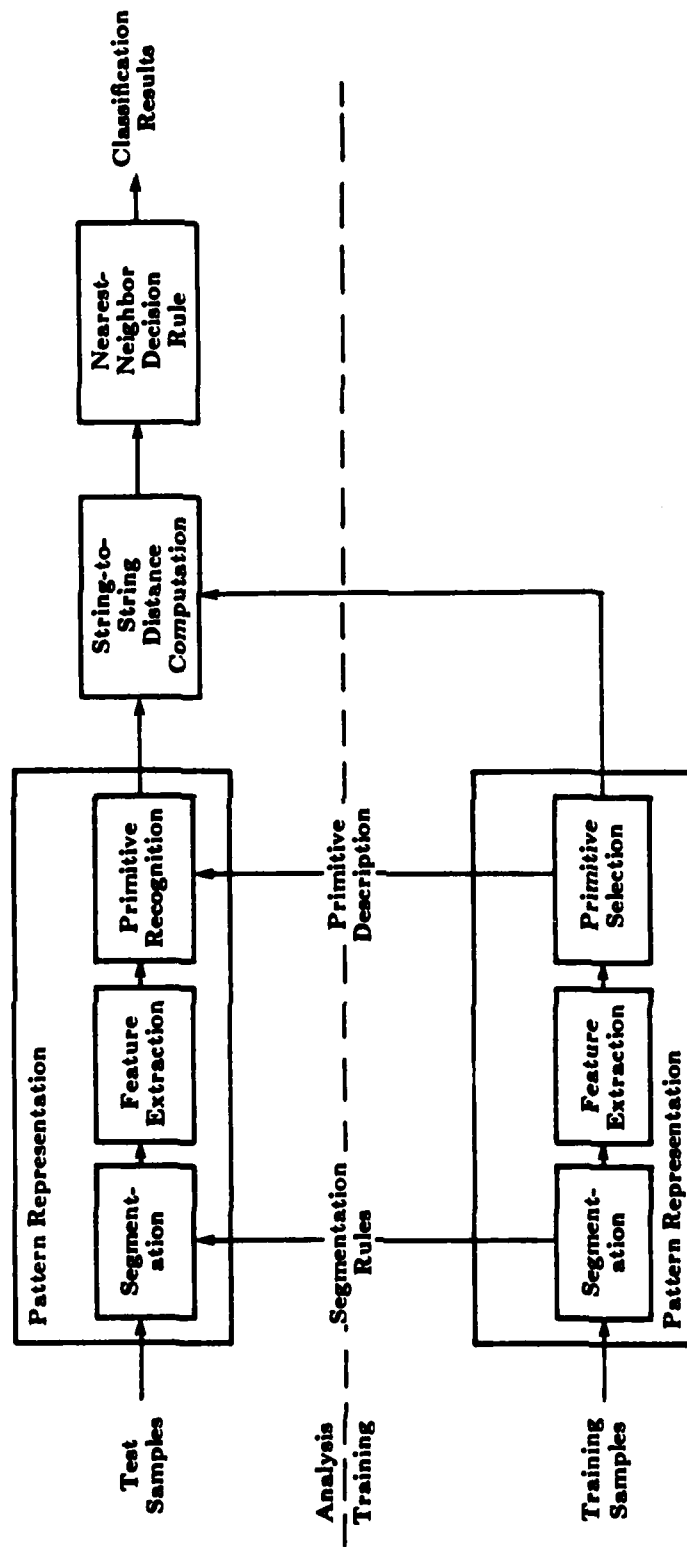 Pattern Representation
Test
Samples
Segment-
ation
Feature
Extraction
Primitive
Recognition
String-to-
String
Distance
Computation
Nearest-
Neighbor
Decision
Rule
Classification
Results
Analysis
Training
Segmentation
Rules
Primitive
Description
Training
Samples
Segment-
ation
Feature
Extraction
Primitive
Selection
Pattern Representation